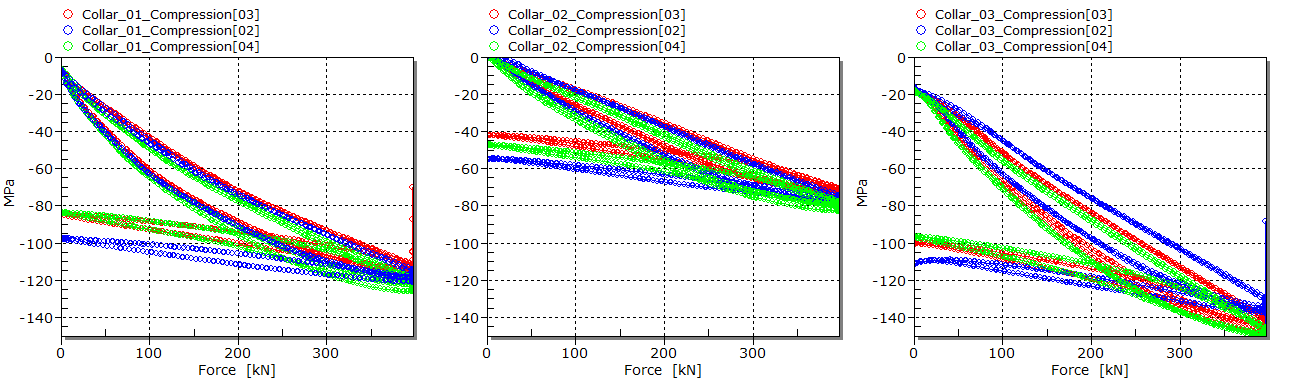 Collar_01_Compression[03]
Collar_01_Compression[02]
Collar_01_Compression[04]
0
-20
-40
-60
-80
-100
-120
-140
MPa
0 100 200 300
Force [kN]
Collar_02_Compression[03]
Collar_02_Compression[02]
Collar_02_Compression[04]
0
-20
-40
-60
-80
-100
-120
-140
MPa
0 100 200 300
Force [kN]
Collar_03_Compression[03]
Collar_03_Compression[02]
Collar_03_Compression[04]
0
-20
-40
-60
-80
-100
-120
-140
MPa
0 100 200 300
Force [kN]